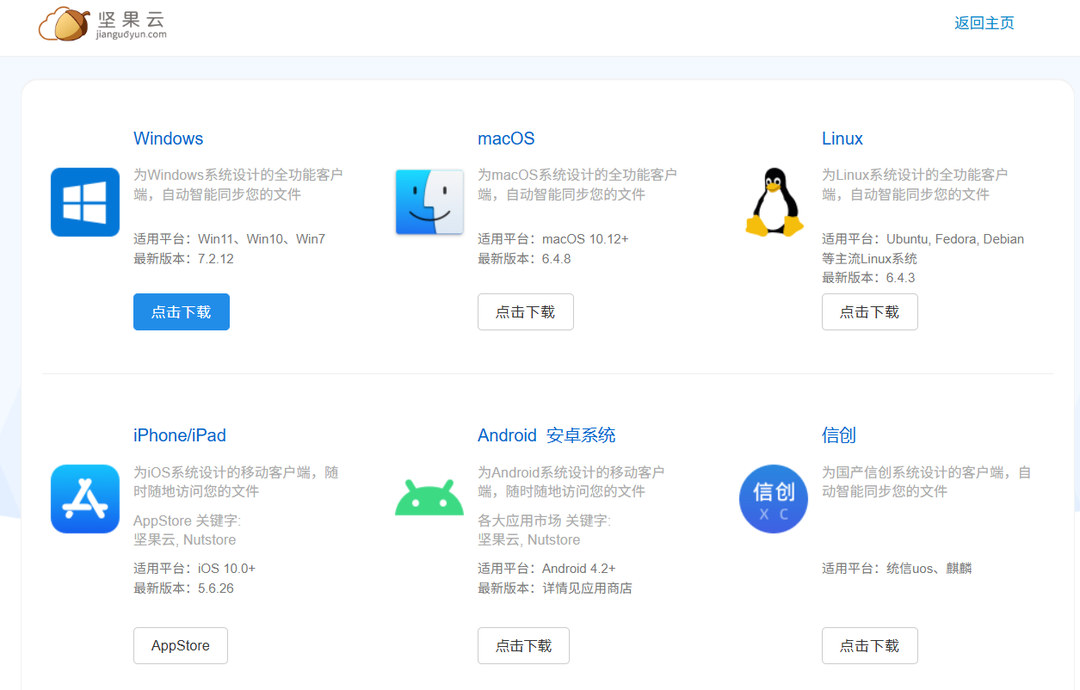 坚果云
jianguoyun.com
返回主页
Windows
为Windows系统设计的全功能客户
端，自动智能同步您的文件
适用平台：Win11、Win10、Win7
最新版本：7.2.12
点击下载
macOS
为macOS系统设计的全功能客户
端，自动智能同步您的文件
适用平台：macOS 10.12+
最新版本：6.4.8
点击下载
Linux
为Linux系统设计的全功能客户
端，自动智能同步您的文件
适用平台：Ubuntu, Fedora, Debian
等主流Linux系统
最新版本：6.4.3
点击下载
iPhone/iPad
为iOS系统设计的移动客户端，随
时随地访问您的文件
AppStore 关键字:
坚果云, Nutstore
适用平台：iOS 10.0+
最新版本：5.6.26
AppStore
Android 安卓系统
为Android系统设计的移动客户
端，随时随地访问您的文件
各大应用市场 关键字:
坚果云, Nutstore
适用平台：Android 4.2+
最新版本：详情见应用商店
点击下载
信创
信创
X C
为国产信创系统设计的客户端，自
动智能同步您的文件
适用平台：统信uos、麒麟
点击下载